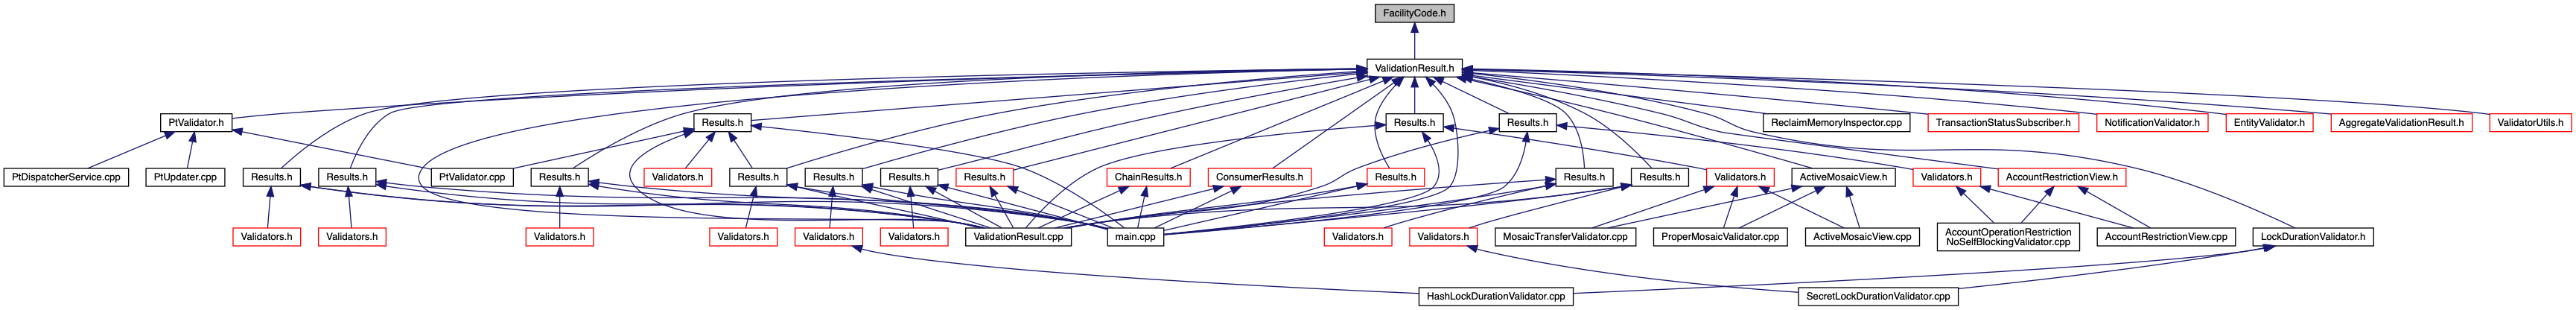 FacilityCode.h
ValidationResult.h
PtValidator.h
Results.h
Results.h
Results.h
ReclaimMemoryInspector.cpp
TransactionStatusSubscriber.h
NotificationValidator.h
EntityValidator.h
AggregateValidationResult.h
ValidatorUtils.h
PtDispatcherService.cpp
PtUpdater.cpp
Results.h
Results.h
PtValidator.cpp
Results.h
Validators.h
Results.h
Results.h
Results.h
Results.h
ChainResults.h
ConsumerResults.h
Results.h
Results.h
Results.h
Validators.h
ActiveMosaicView.h
Validators.h
AccountRestrictionView.h
Validators.h
Validators.h
Validators.h
Validators.h
Validators.h
Validators.h
ValidationResult.cpp
main.cpp
Validators.h
Validators.h
MosaicTransferValidator.cpp
ProperMosaicValidator.cpp
ActiveMosaicView.cpp
AccountOperationRestriction
NoSelfBlockingValidator.cpp
AccountRestrictionView.cpp
LockDurationValidator.h
HashLockDurationValidator.cpp
SecretLockDurationValidator.cpp